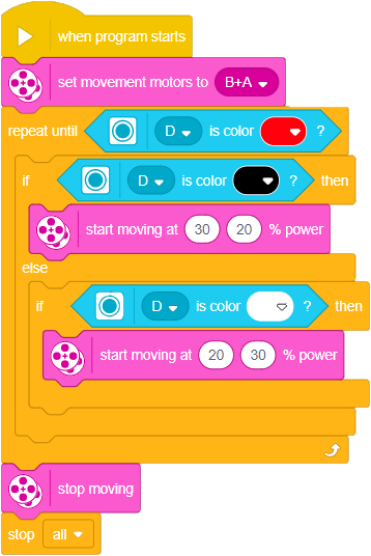 when program starts
set movement motors to B+A
repeat until D is color ?
if D is color ? then
start moving at 30 20 % power
else
if D is color ? then
start moving at 20 30 % power
stop moving
stop all